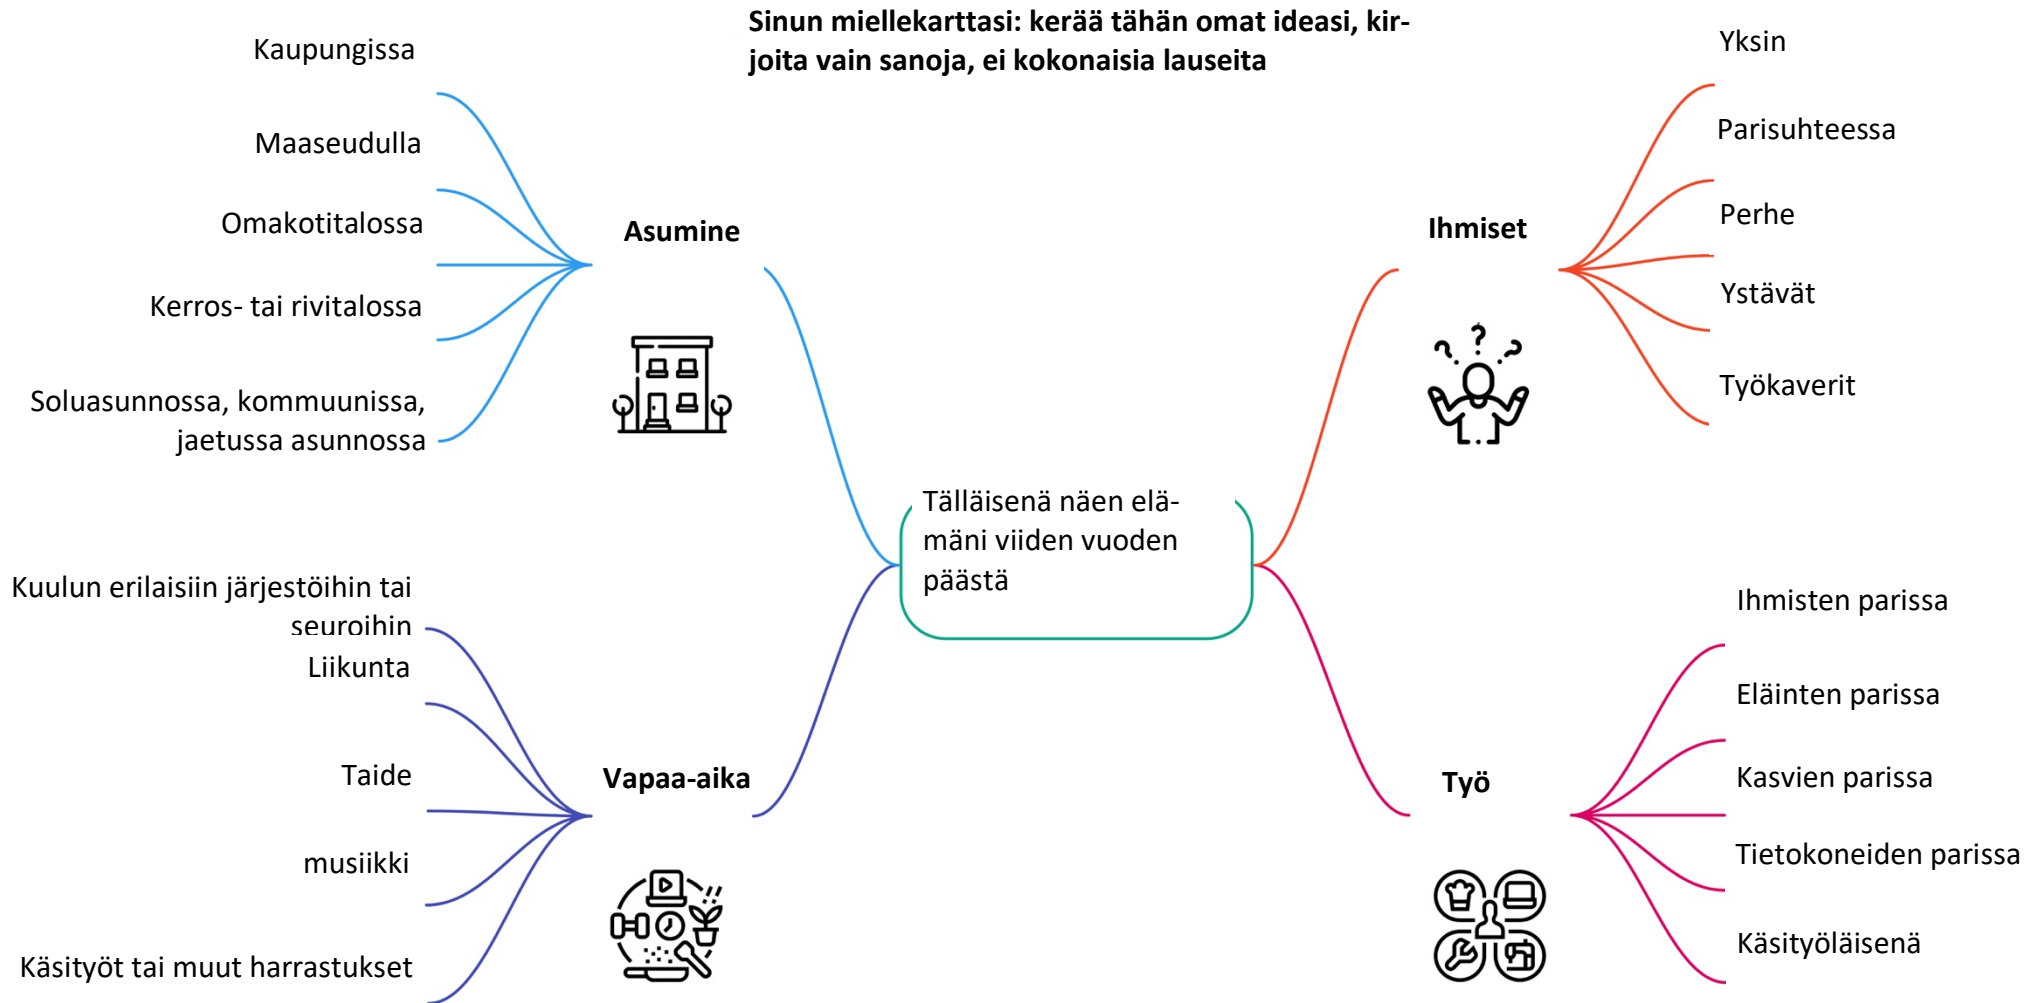 Sinun miellekarttasi: kerää tähän omat ideasi, kir-
joita vain sanoja, ei kokonaisia lauseita
Kaupungissa
Maaseudulla
Omakotitalossa
Kerros- tai rivitalossa
Soluasunnossa, kommuunissa,
jaetussa asunnossa
Asumine
Yksin
Parisuhteessa
Perhe
Ystävät
Työkaverit
Ihmiset
Tälläisenä näen elä-
mäni viiden vuoden
päästä
Kuulun erilaisiin järjestöihin tai
seuroihin
Liikunta
Taide
musiikki
Käsityöt tai muut harrastukset
Vapaa-aika
Työ
Ihmisten parissa
Eläinten parissa
Kasvien parissa
Tietokoneiden parissa
Käsityöläisenä